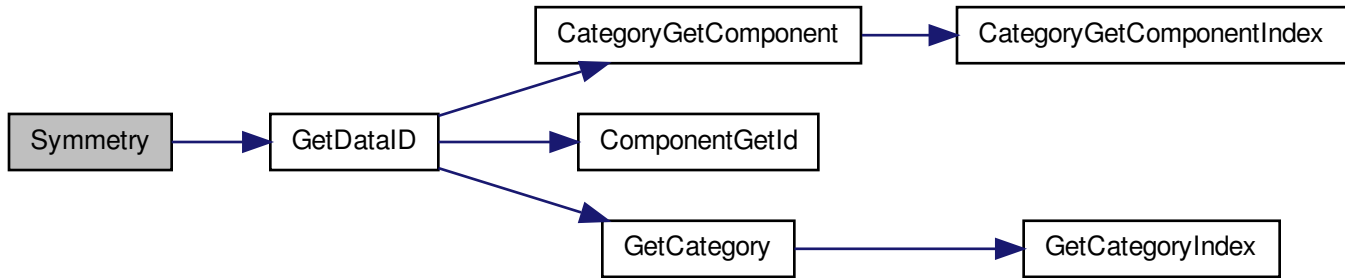 CategoryGetComponent
CategoryGetComponentIndex
Symmetry
GetDataID
ComponentGetId
GetCategory
GetCategoryIndex